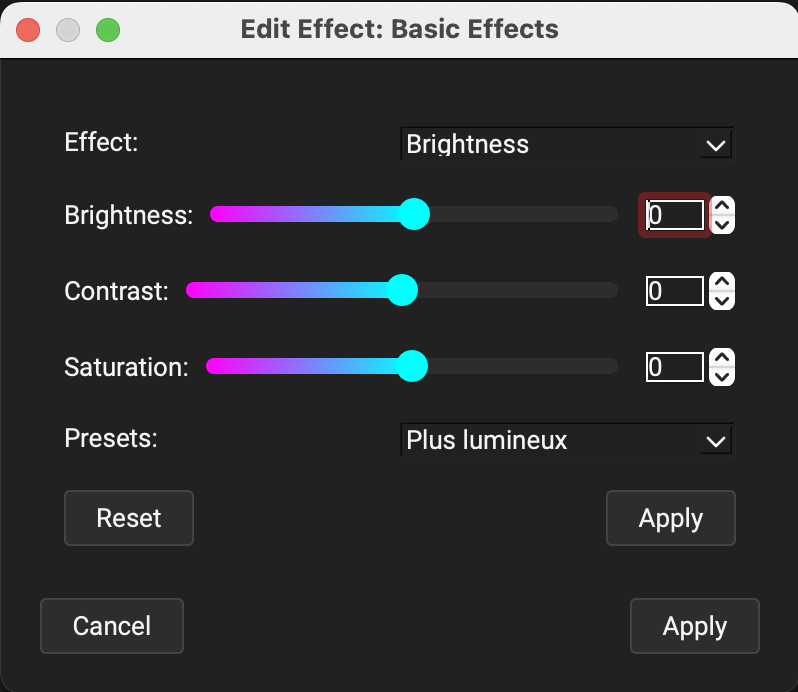 Edit Effect: Basic Effects
Effect: Brightness
Brightness: 0
Contrast: 0
Saturation: 0
Presets: Plus lumineux
Reset Apply
Cancel Apply